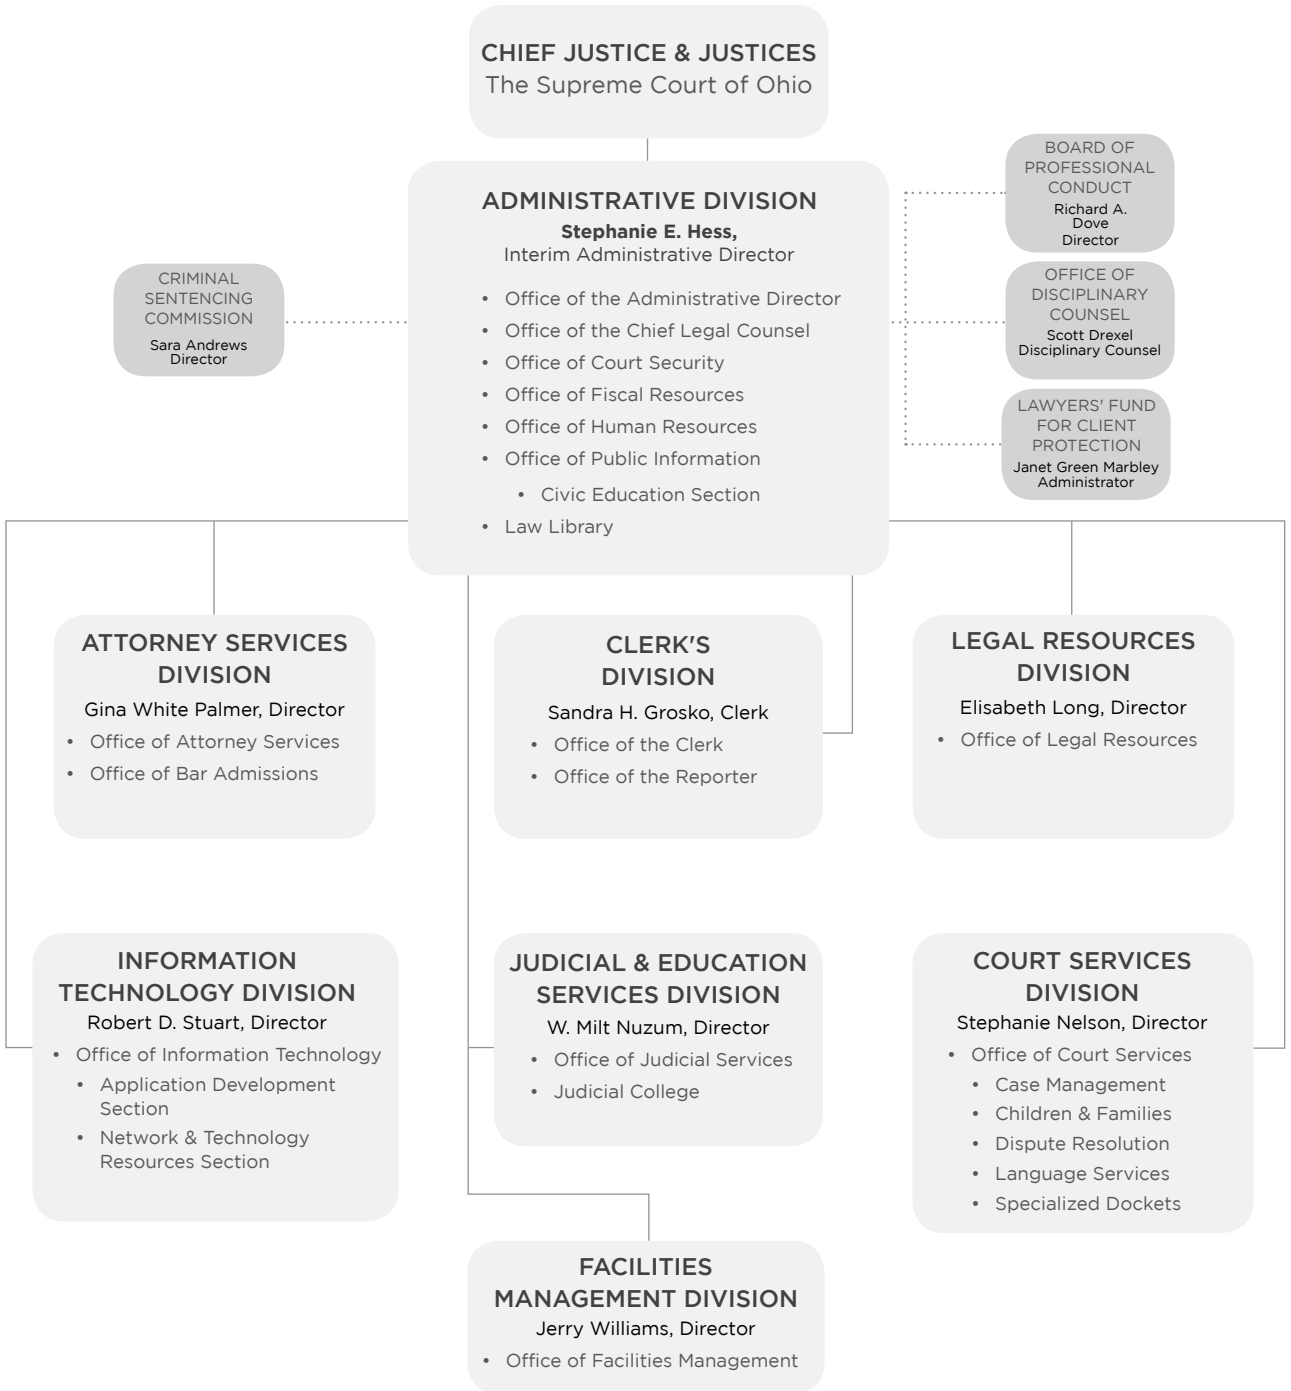 CHIEF JUSTICE & JUSTICES
The Supreme Court of Ohio
ADMINISTRATIVE DIVISION
Stephanie E. Hess,
Interim Administrative Director
• Office of the Administrative Director
• Office of the Chief Legal Counsel
• Office of Court Security
• Office of Fiscal Resources
• Office of Human Resources
• Office of Public Information
• Civic Education Section
• Law Library
CRIMINAL
SENTENCING
COMMISSION
Sara Andrews
Director
BOARD OF
PROFESSIONAL
CONDUCT
Richard A.
Dove
Director
OFFICE OF
DISCIPLINARY
COUNSEL
Scott Drexel
Disciplinary Counsel
LAWYERS' FUND
FOR CLIENT
PROTECTION
Janet Green Marbley
Administrator
ATTORNEY SERVICES
DIVISION
Gina White Palmer, Director
• Office of Attorney Services
• Office of Bar Admissions
CLERK'S
DIVISION
Sandra H. Grosko, Clerk
• Office of the Clerk
• Office of the Reporter
LEGAL RESOURCES
DIVISION
Elisabeth Long, Director
• Office of Legal Resources
INFORMATION
TECHNOLOGY DIVISION
Robert D. Stuart, Director
• Office of Information Technology
• Application Development
Section
• Network & Technology
Resources Section
JUDICIAL & EDUCATION
SERVICES DIVISION
W. Milt Nuzum, Director
• Office of Judicial Services
• Judicial College
COURT SERVICES
DIVISION
Stephanie Nelson, Director
• Office of Court Services
• Case Management
• Children & Families
• Dispute Resolution
• Language Services
• Specialized Dockets
FACILITIES
MANAGEMENT DIVISION
Jerry Williams, Director
• Office of Facilities Management